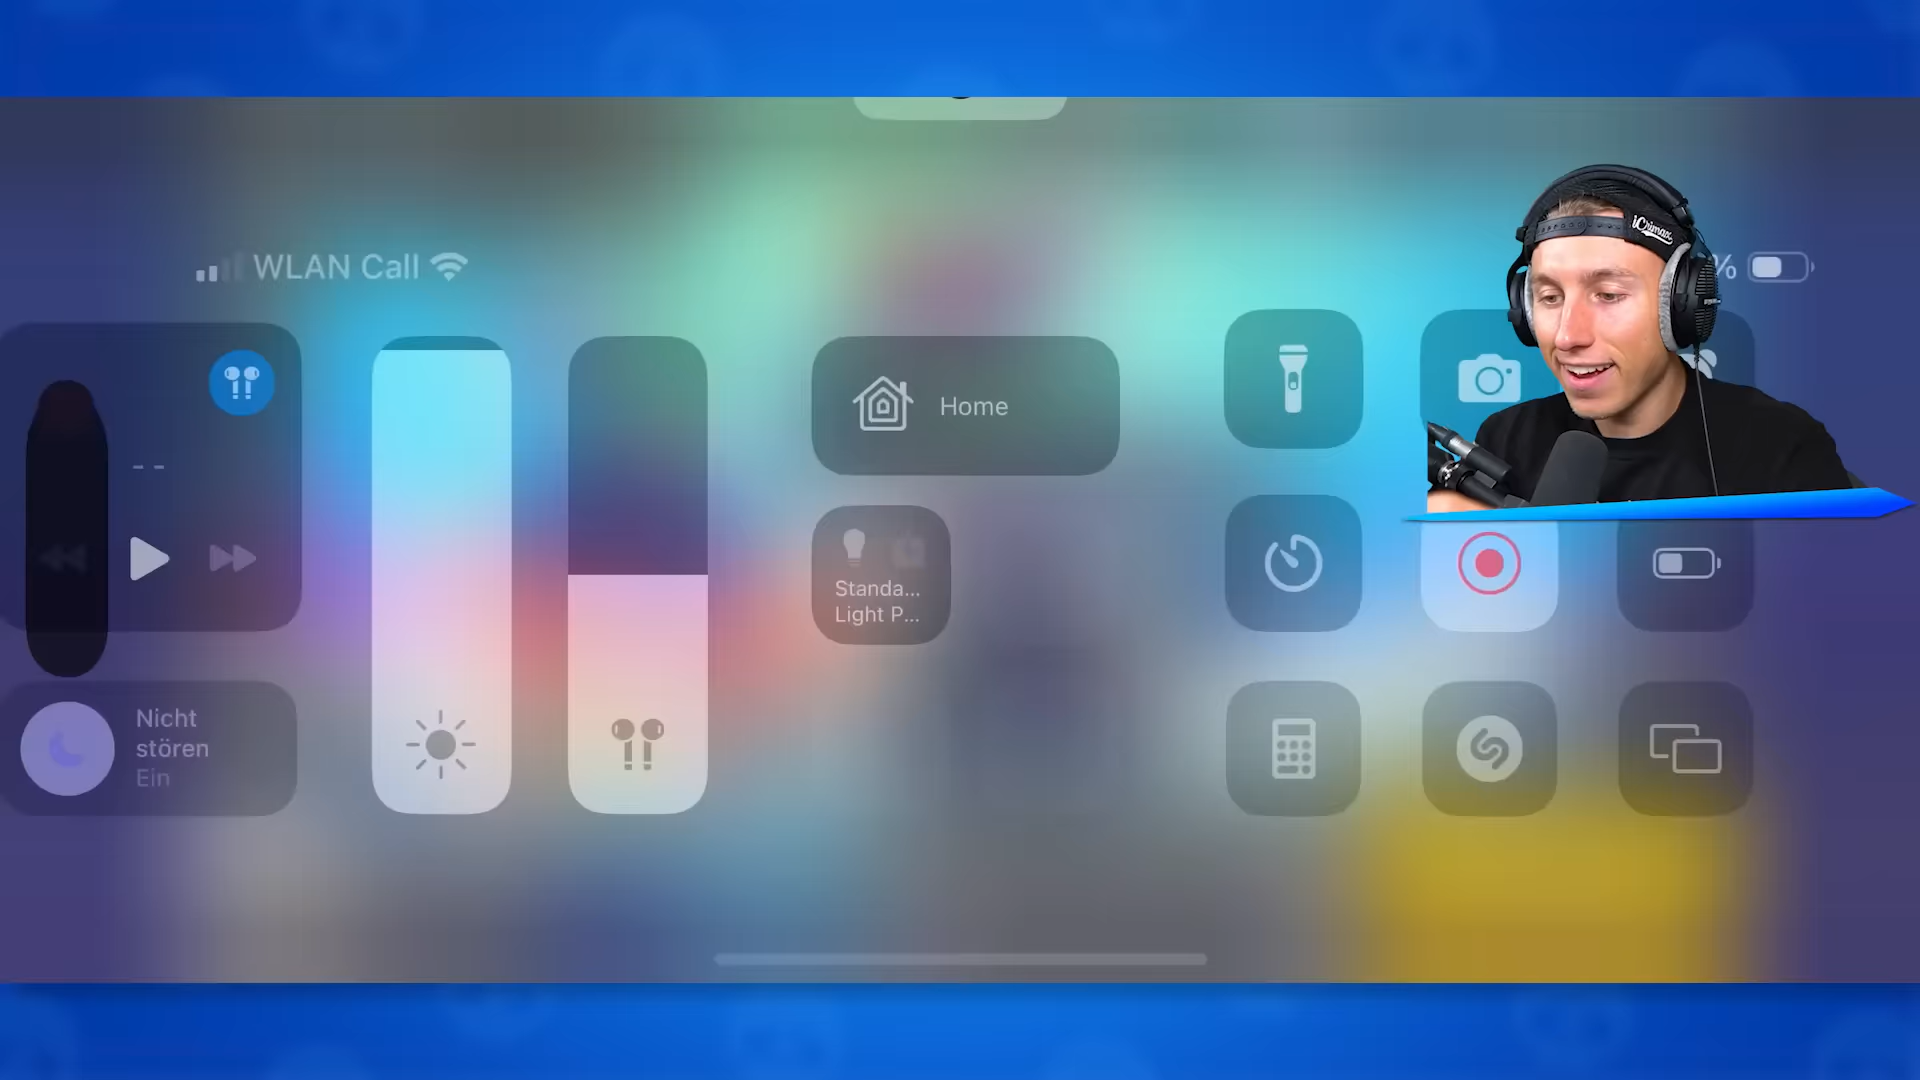 WLAN Call
%
iCrimax
- -
Home
Standa...
Light P...
Nicht
stören
Ein